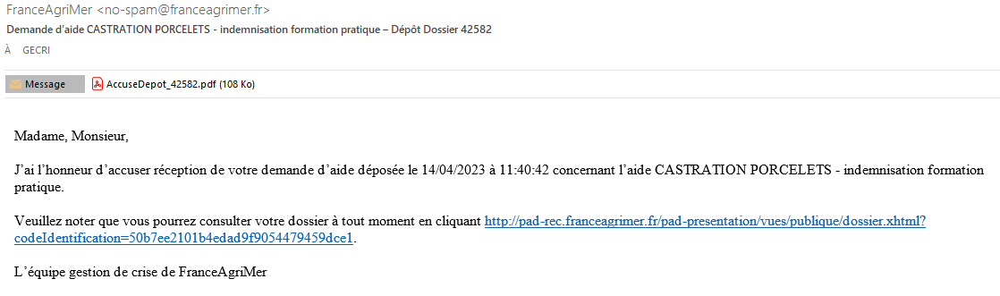 FranceAgriMer <no-spam@franceagrimer.fr>
Demande d'aide CASTRATION PORCELETS - indemnisation formation pratique – Dépôt Dossier 42582
À GECRI
Message AccuseDepot_42582.pdf (108 Ko)
Madame, Monsieur,
J'ai l'honneur d'accuser réception de votre demande d'aide déposée le 14/04/2023 à 11:40:42 concernant l'aide CASTRATION PORCELETS - indemnisation formation
pratique.
Veuillez noter que vous pourrez consulter votre dossier à tout moment en cliquant http://pad-rec.franceagrimer.fr/pad-presentation/vues/publique/dossier.xhtml?
codeIdentification=50b7ee2101b4edad9f9054479459dce1.
L'équipe gestion de crise de FranceAgriMer